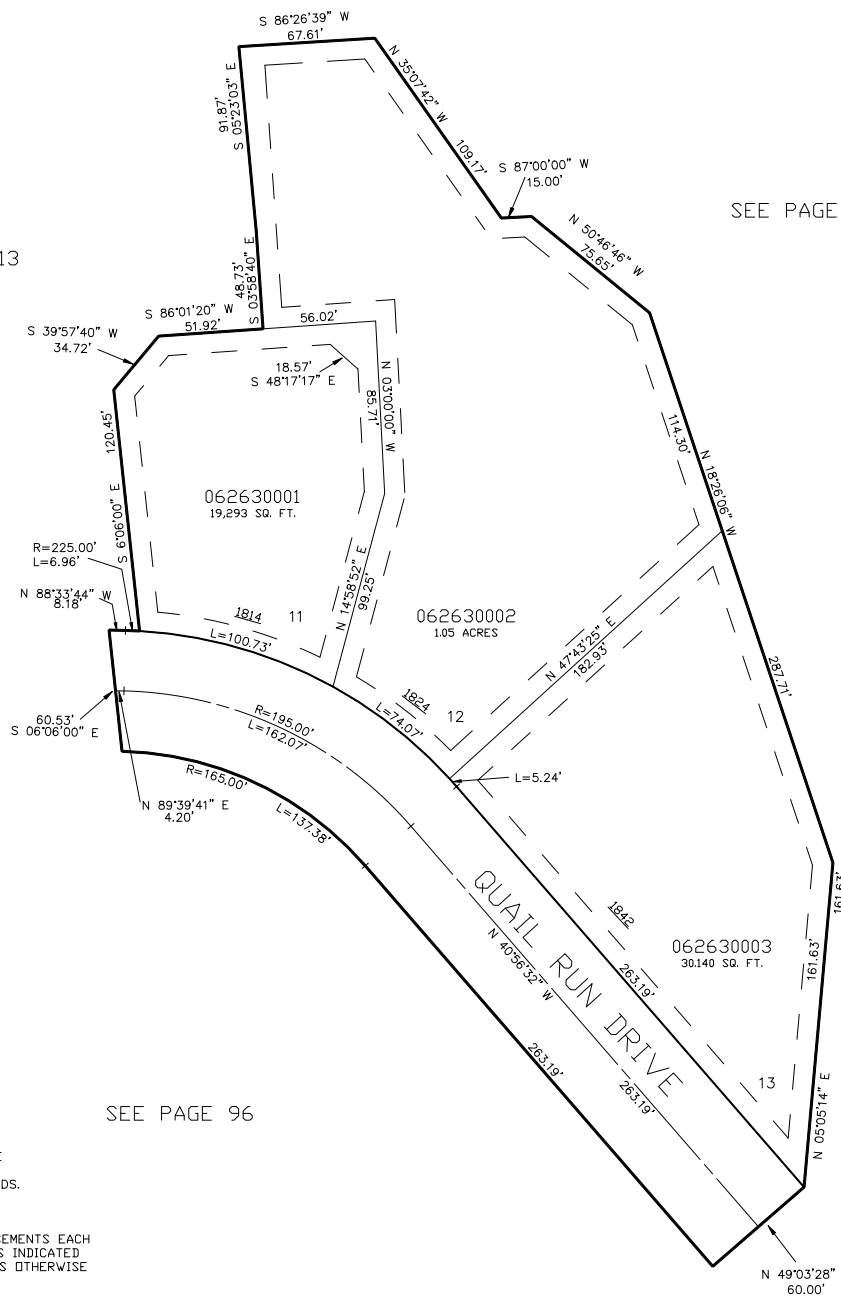 S 86°26'39" W
67.61'
N 35°07'42" W
109.17'
91.87'
S 05°23'03" E
S 87°00'00" W
15.00'
SEE PAGE
N 50°46'46" W
75.65'
13
48.73'
S 03°58'40" E
S 86°01'20" W
51.92'
56.02'
S 39°57'40" W
34.72'
18.57'
S 48°17'17" E
N 03°00'00" W
85.71'
120.45'
S 6°06'00" E
114.30'
N 18°26'06" W
287.71'
062630001
19,293 SQ. FT.
R=225.00'
L=6.96'
N 88°33'44" W
8.18'
N 14°58'52" E
99.25'
1814
11
L=100.73'
062630002
1.05 ACRES
N 47°43'25" E
182.93'
1824
12
L=74.07'
60.53'
S 06°06'00" E
R=195.00'
L=162.07'
L=5.24'
R=165.00'
L=137.38'
N 89°39'41" E
4.20'
161.63'
161.63'
QUAIL RUN DRIVE
1842
062630003
30.140 SQ. FT.
263.19'
N 40°56'32" W
263.19'
263.19'
13
N 05°05'14" E
SEE PAGE 96
DS.
CEMENTS EACH
S INDICATED
S OTHERWISE
N 49°03'28"
60.00'